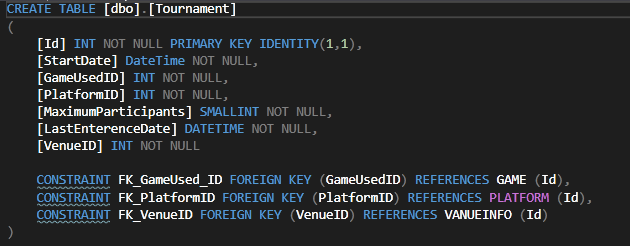 CREATE TABLE [dbo].[Tournament]
(
[Id] INT NOT NULL PRIMARY KEY IDENTITY(1,1),
[StartDate] DateTime NOT NULL,
[GameUsedID] INT NOT NULL,
[PlatformID] INT NOT NULL,
[MaximumParticipants] SMALLINT NOT NULL,
[LastEnterenceDate] DATETIME NOT NULL,
[VenueID] INT NOT NULL
CONSTRAINT FK_GameUsed_ID FOREIGN KEY (GameUsedID) REFERENCES GAME (Id),
CONSTRAINT FK_PlatformID FOREIGN KEY (PlatformID) REFERENCES PLATFORM (Id),
CONSTRAINT FK_VenueID FOREIGN KEY (VenueID) REFERENCES VANUEINFO (Id)
)